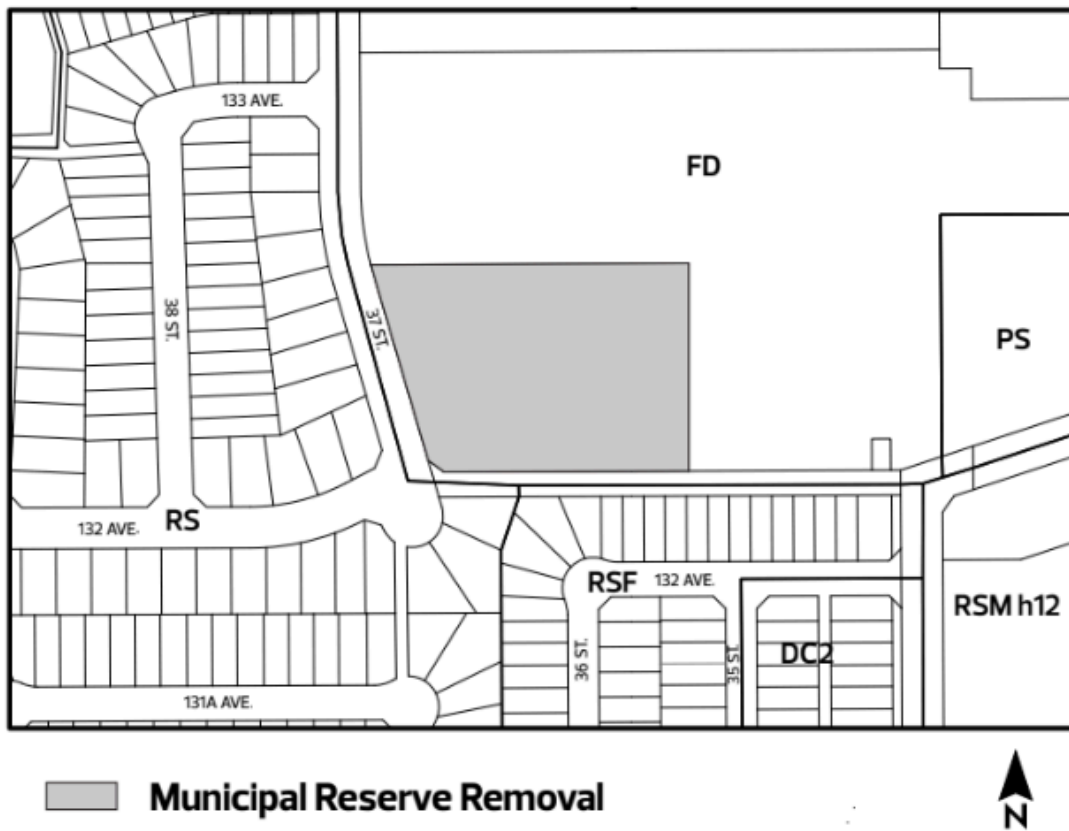 133 AVE.
FD
38 ST.
37 ST.
PS
132 AVE.
RS
RSF
132 AVE.
RSM h12
36 ST.
35 ST
DC2
131A AVE.
Municipal Reserve Removal
N